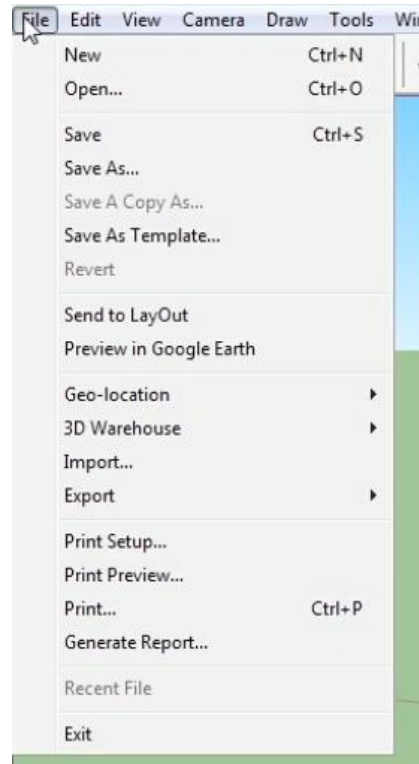 File Edit View Camera Draw Tools
New Ctrl+N
Open... Ctrl+O
Save Ctrl+S
Save As...
Save A Copy As...
Save As Template...
Revert
Send to LayOut
Preview in Google Earth
Geo-location
3D Warehouse
Import...
Export
Print Setup...
Print Preview...
Print... Ctrl+P
Generate Report...
Recent File
Exit